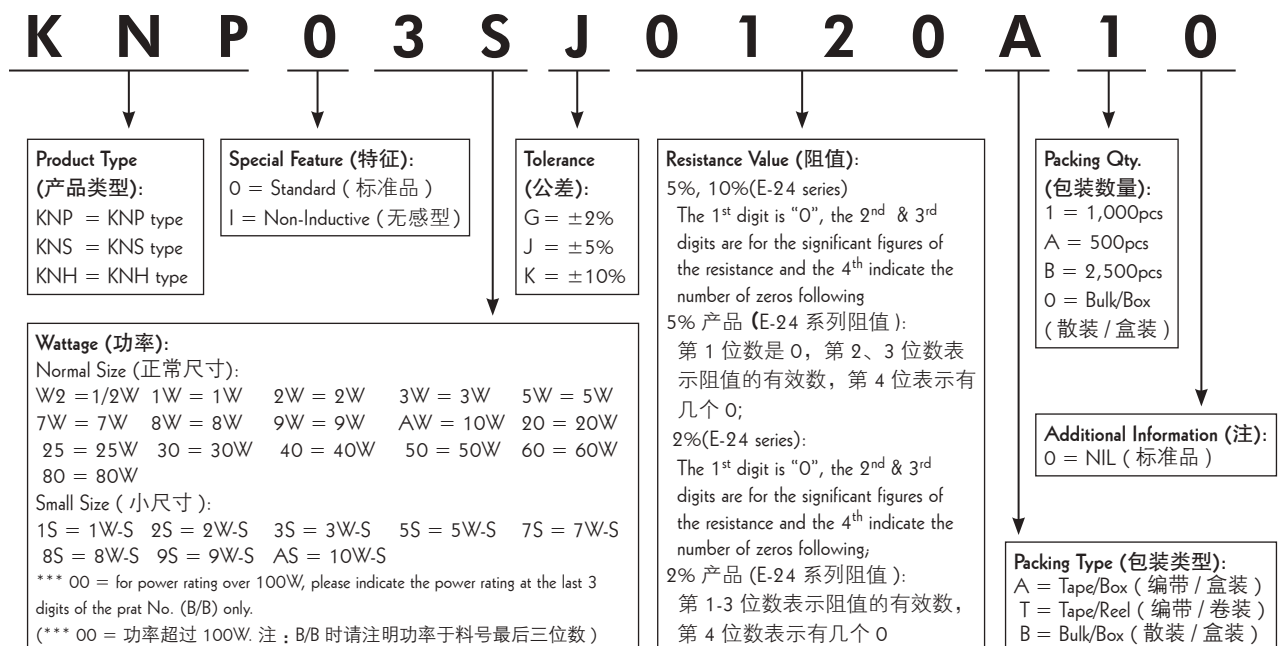 K N P 0 3 S J 0 1 2 0 A 1 0
Product Type
(产品类型):
KNP = KNP type
KNS = KNS type
KNH = KNH type
Special Feature (特征):
0 = Standard ( 标准品 )
I = Non-Inductive ( 无感型 )
Tolerance
(公差):
G = ±2%
J = ±5%
K = ±10%
Resistance Value (阻值):
5%, 10%(E-24 series)
The 1st digit is "0", the 2nd & 3rd
digits are for the significant figures of
the resistance and the 4th indicate the
number of zeros following
5% 产品 (E-24 系列阻值 ):
第 1 位数是 0，第 2、3 位数表
示阻值的有效数，第 4 位表示有
几个 0;
2%(E-24 series):
The 1st digit is "0", the 2nd & 3rd
digits are for the significant figures of
the resistance and the 4th indicate the
number of zeros following;
2% 产品 (E-24 系列阻值 ):
第 1-3 位数表示阻值的有效数，
第 4 位数表示有几个 0
Packing Qty.
(包装数量):
1 = 1,000pcs
A = 500pcs
B = 2,500pcs
0 = Bulk/Box
( 散装 / 盒装 )
Wattage (功率):
Normal Size (正常尺寸):
W2 =1/2W 1W = 1W 2W = 2W 3W = 3W 5W = 5W
7W = 7W 8W = 8W 9W = 9W AW = 10W 20 = 20W
25 = 25W 30 = 30W 40 = 40W 50 = 50W 60 = 60W
80 = 80W
Small Size ( 小尺寸 ):
1S = 1W-S 2S = 2W-S 3S = 3W-S 5S = 5W-S 7S = 7W-S
8S = 8W-S 9S = 9W-S AS = 10W-S
*** 00 = for power rating over 100W, please indicate the power rating at the last 3
digits of the prat No. (B/B) only.
(*** 00 = 功率超过 100W. 注：B/B 时请注明功率于料号最后三位数 )
Additional Information (注):
0 = NIL ( 标准品 )
Packing Type (包装类型):
A = Tape/Box ( 编带 / 盒装 )
T = Tape/Reel ( 编带 / 卷装 )
B = Bulk/Box ( 散装 / 盒装 )